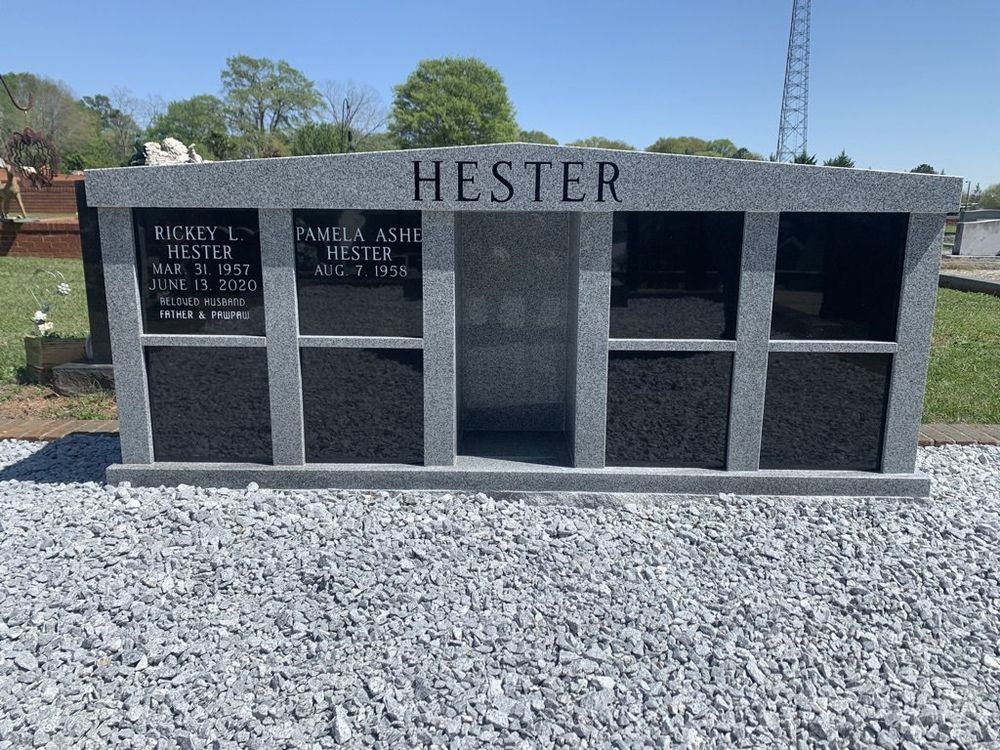 HESTER
RICKEY L.
HESTER
MAR. 31. 1957
JUNE 13. 2020
BELOVED HUSBAND,
FATHER & PAWPAW
PAMELA ASHE
HESTER
AUG. 7. 1958